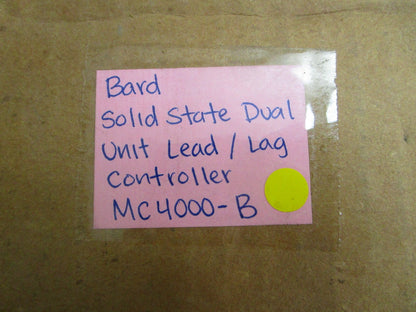 Bard
Solid State Dual
Unit Lead / Lag
Controller
MC4000-B